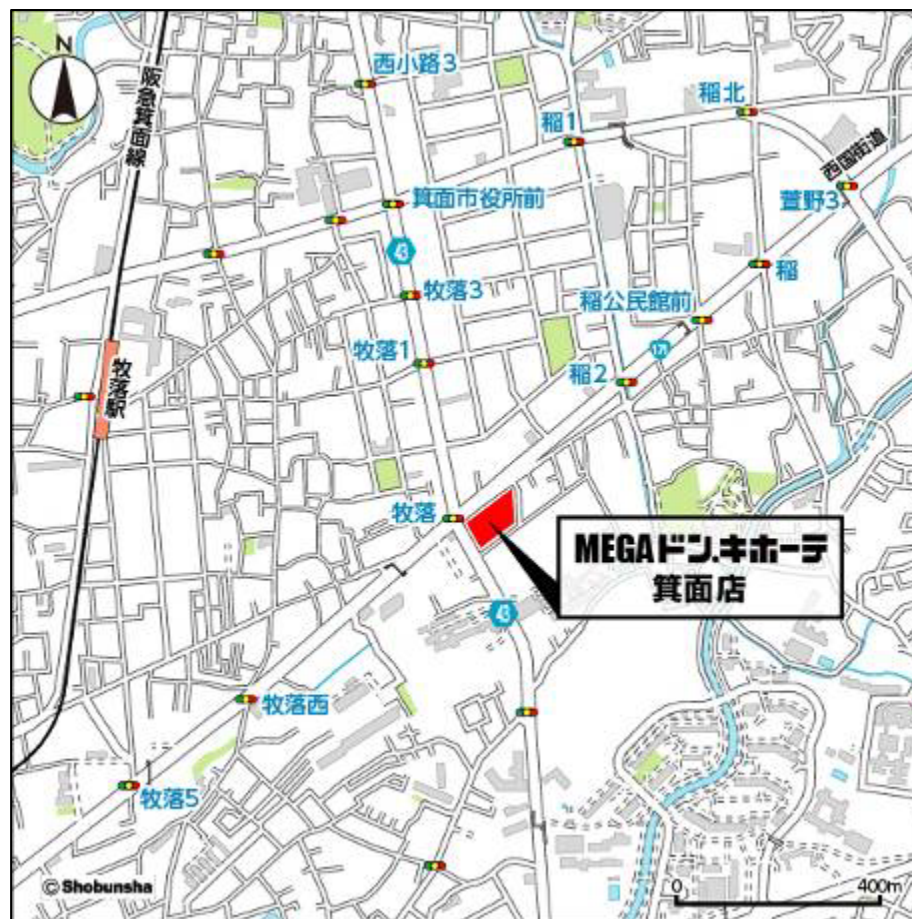 N
阪急箕面線
西小路3
稲1
稲北
西国街道
萱野3
箕面市役所前
43
牧落3
稲
稲公民館前
171
牧落1
稲2
牧落駅
牧落
MEGAドン.キホーテ
箕面店
43
牧落西
牧落5
© Shobunsha
0 400m